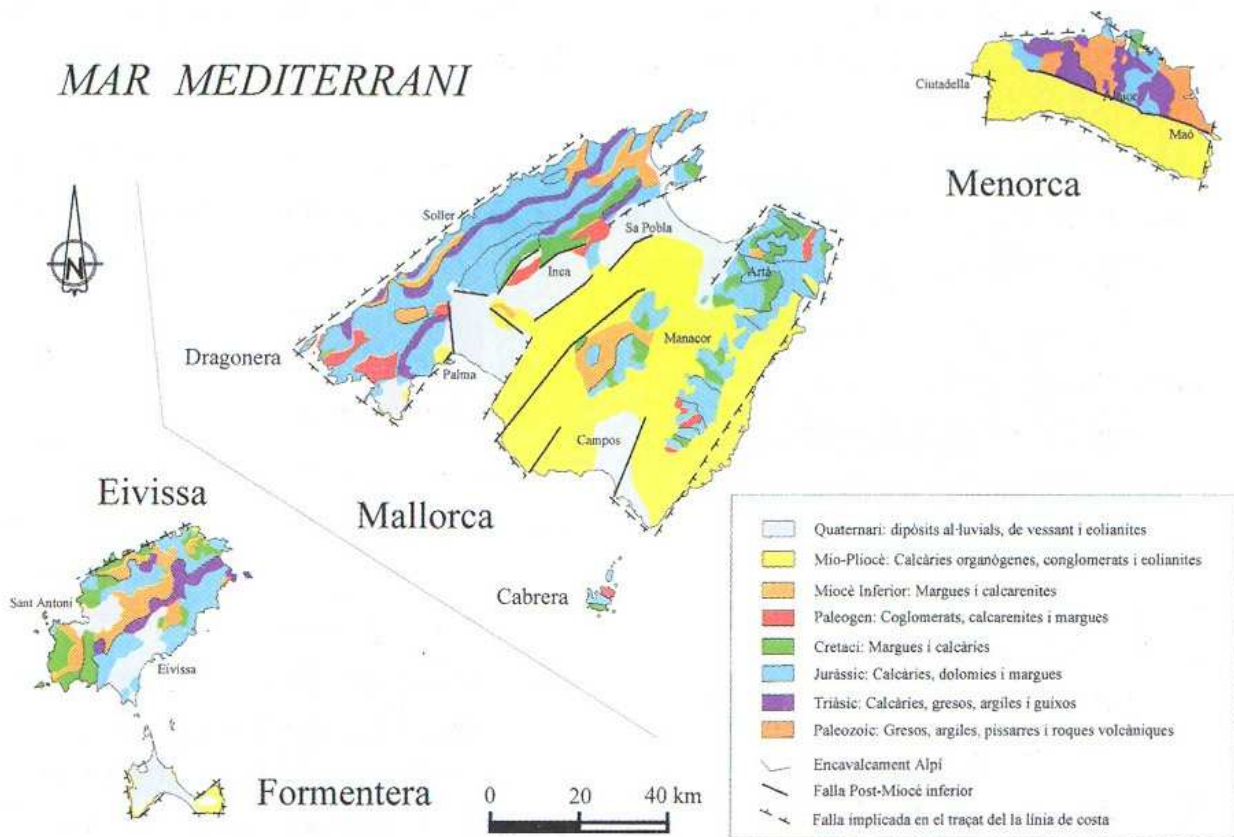 MAR MEDITERRANI
Ciutadella
Alaior
Maó
Menorca
N
Soller
Sa Pobla
Inca
Artà
Manacor
Dragonera
Palma
Campos
Eivissa
Mallorca
Sant Antoni
Cabrera
Eivissa
Formentera
0 20 40 km
Quaternari: dipòsits al·luvials, de vessant i eolianites
Mio-Pliocè: Calcàries organògenes, conglomerats i eolianites
Miocè Inferior: Margues i calcarenites
Paleogen: Coglomerats, calcarenites i margues
Cretaci: Margues i calcàries
Juràssic: Calcàries, dolomies i margues
Triàsic: Calcàries, gresos, argiles i guixos
Paleozoic: Gresos, argiles, pissarres i roques volcàniques
Encavalcament Alpí
Falla Post-Miocè inferior
Falla implicada en el traçat del la línia de costa